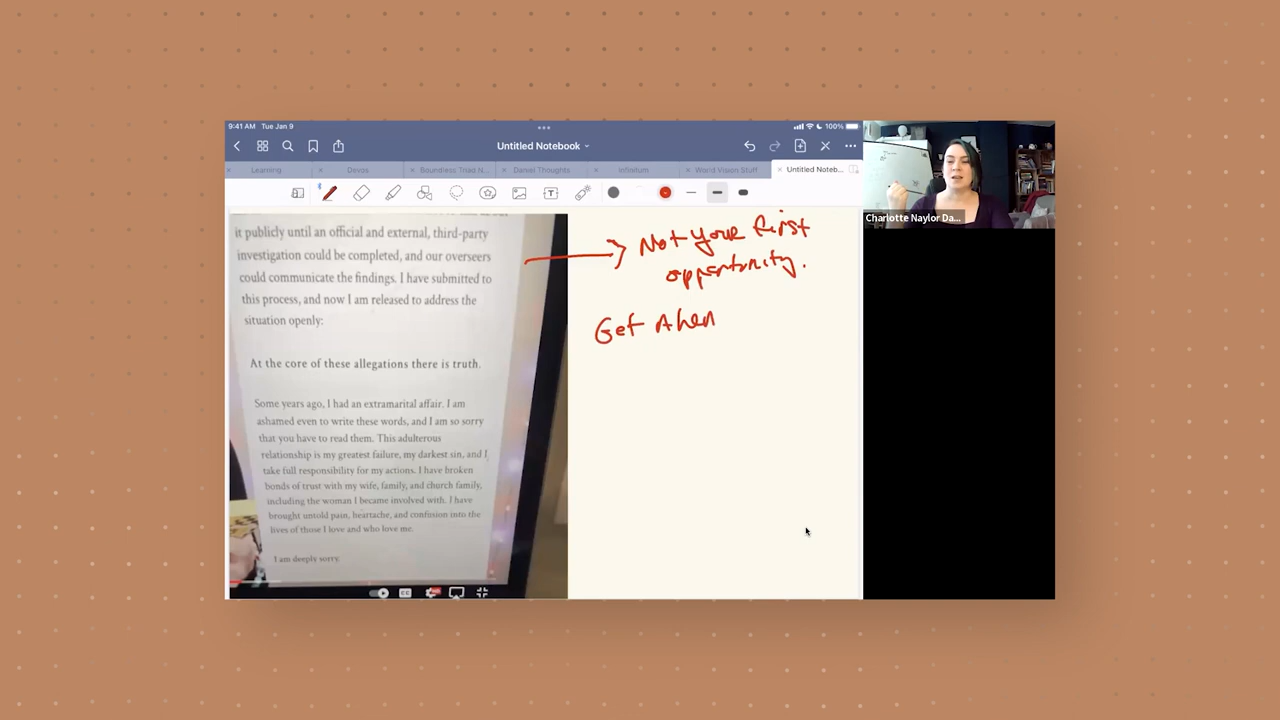 9:41 AM Tue Jan 9
100%
Untitled Notebook
Learning
Devos
Boundless Triad N...
Daniel Thoughts
infinitum
Word Vision Stuff
Untitled Noteb...
it publicly until an official and external, third-party
investigation could be completed, and our overseers
could communicate the findings. I have submitted to
this process, and now I am released to address the
situation openly:
At the core of these allegations there is truth.
Some years ago, I had an extramarital affair. I am
ashamed even to write these words, and I am so sorry
that you have to read them. This adulterous
relationship is my greatest failure, my darkest sin, and I
take full responsibility for my actions. I have broken
bonds of trust with my wife, family, and church family,
including the woman I became involved with. I have
brought untold pain, heartache, and confusion into the
lives of those I love and who love me.
I am deeply sorry.
CC
Not your first
opportunity.
Get Ahea
Charlotte Naylor Da...